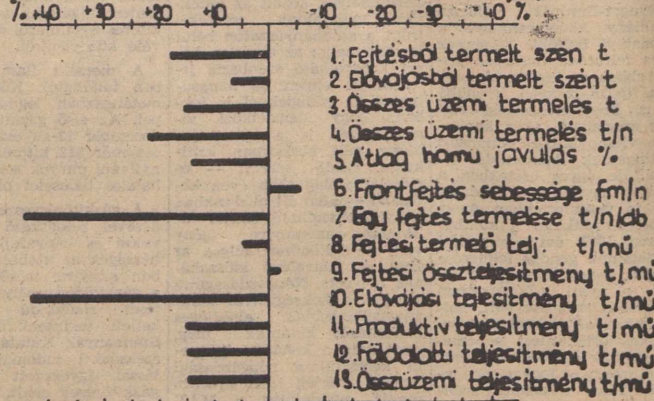 % +40 +30 +20 +10 -10 -20 -30 -40 %
1. Fejtésből termelt szén t
2. Elővájásból termelt szén t
3. Összes üzemi termelés t
4. Összes üzemi termelés t/n
5. Átlag hamu javulás %
6. Frontfejtés sebessége fm/n
7. Egy fejtés termelése t/n/db
8. Fejtési termelő telj. t/mű
9. Fejtési összteljesítmény t/mű
10. Elővájási tejlesítmény t/mű
11. Produktív teljesítmény t/mű
12. Földalatti teljesítmény t/mű
13. Összüzemi teljesítmény t/mű